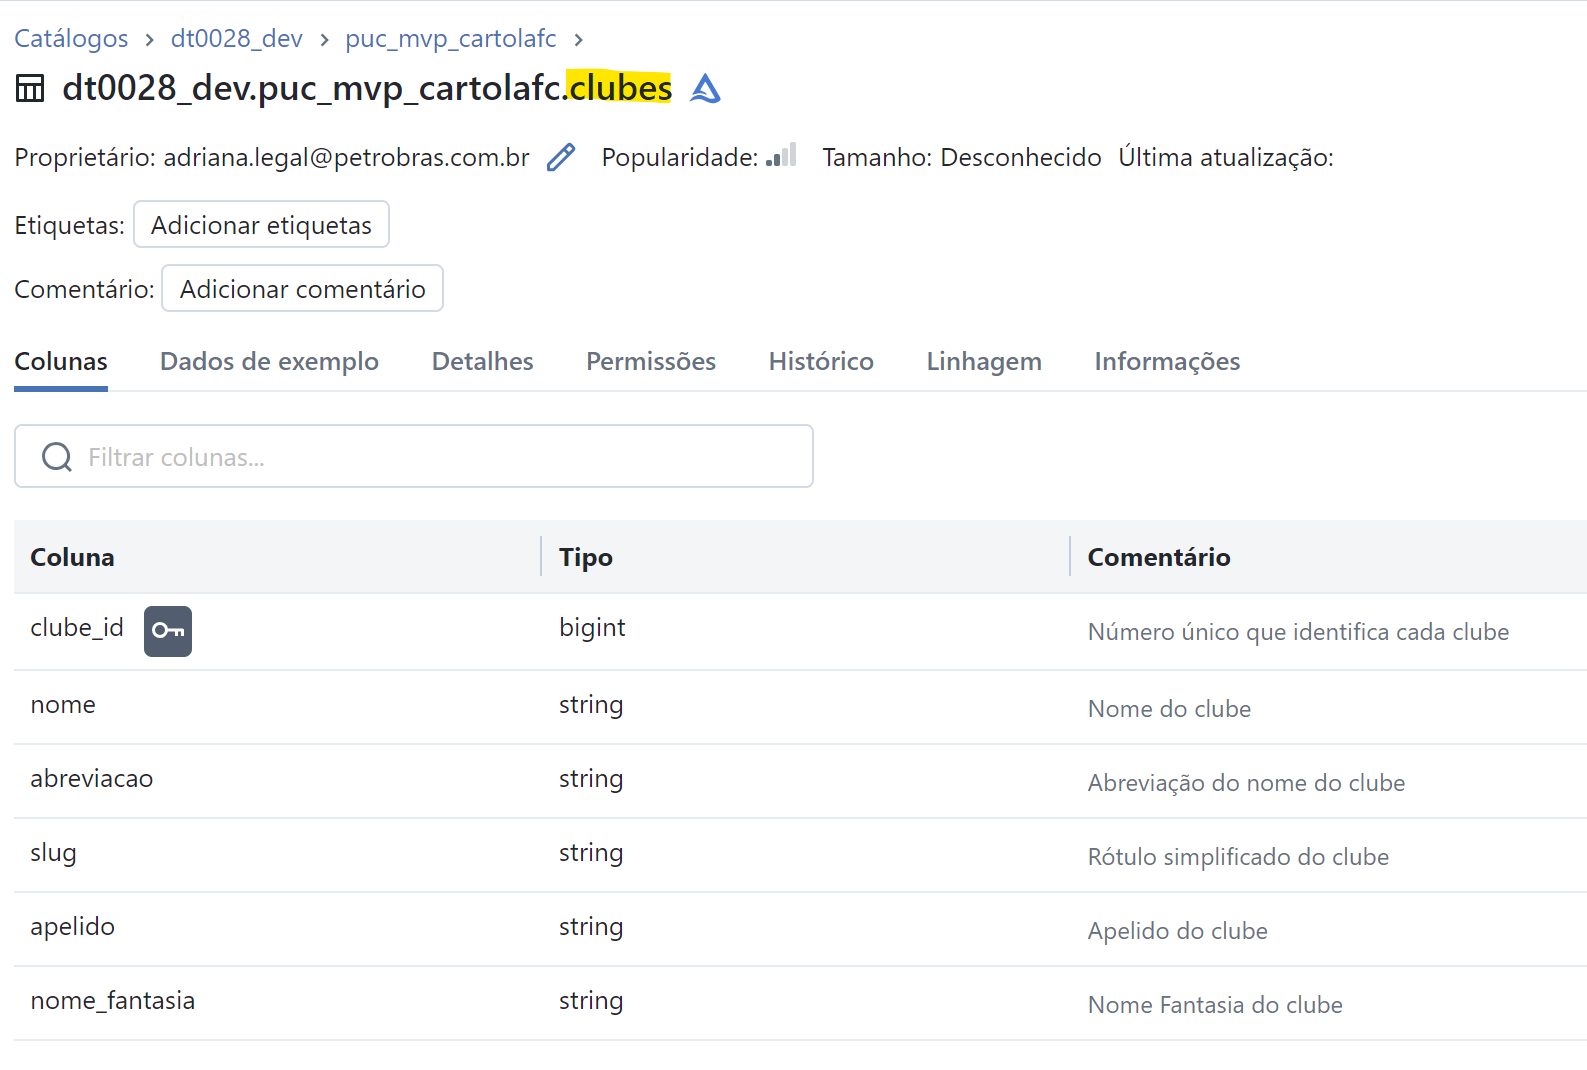 Catálogos > dt0028_dev > puc_mvp_cartolafc >
dt0028_dev.puc_mvp_cartolafc.clubes
Proprietário: adriana.legal@petrobras.com.br Popularidade: Tamanho: Desconhecido Última atualização:
Etiquetas: Adicionar etiquetas
Comentário: Adicionar comentário
Colunas Dados de exemplo Detalhes Permissões Histórico Linhagem Informações
Filtrar colunas...
Coluna Tipo Comentário
clube_id bigint Número único que identifica cada clube
nome string Nome do clube
abreviacao string Abreviação do nome do clube
slug string Rótulo simplificado do clube
apelido string Apelido do clube
nome_fantasia string Nome Fantasia do clube